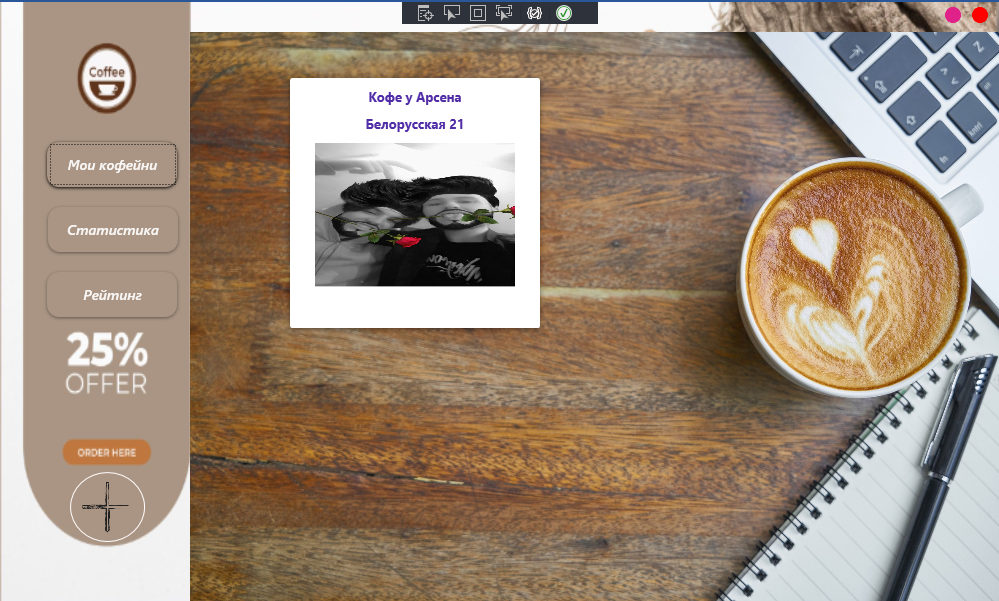 Coffee
Мои кофейни
Статистика
Рейтинг
25%
OFFER
ORDER HERE
Кофе у Арсена
Белорусская 21